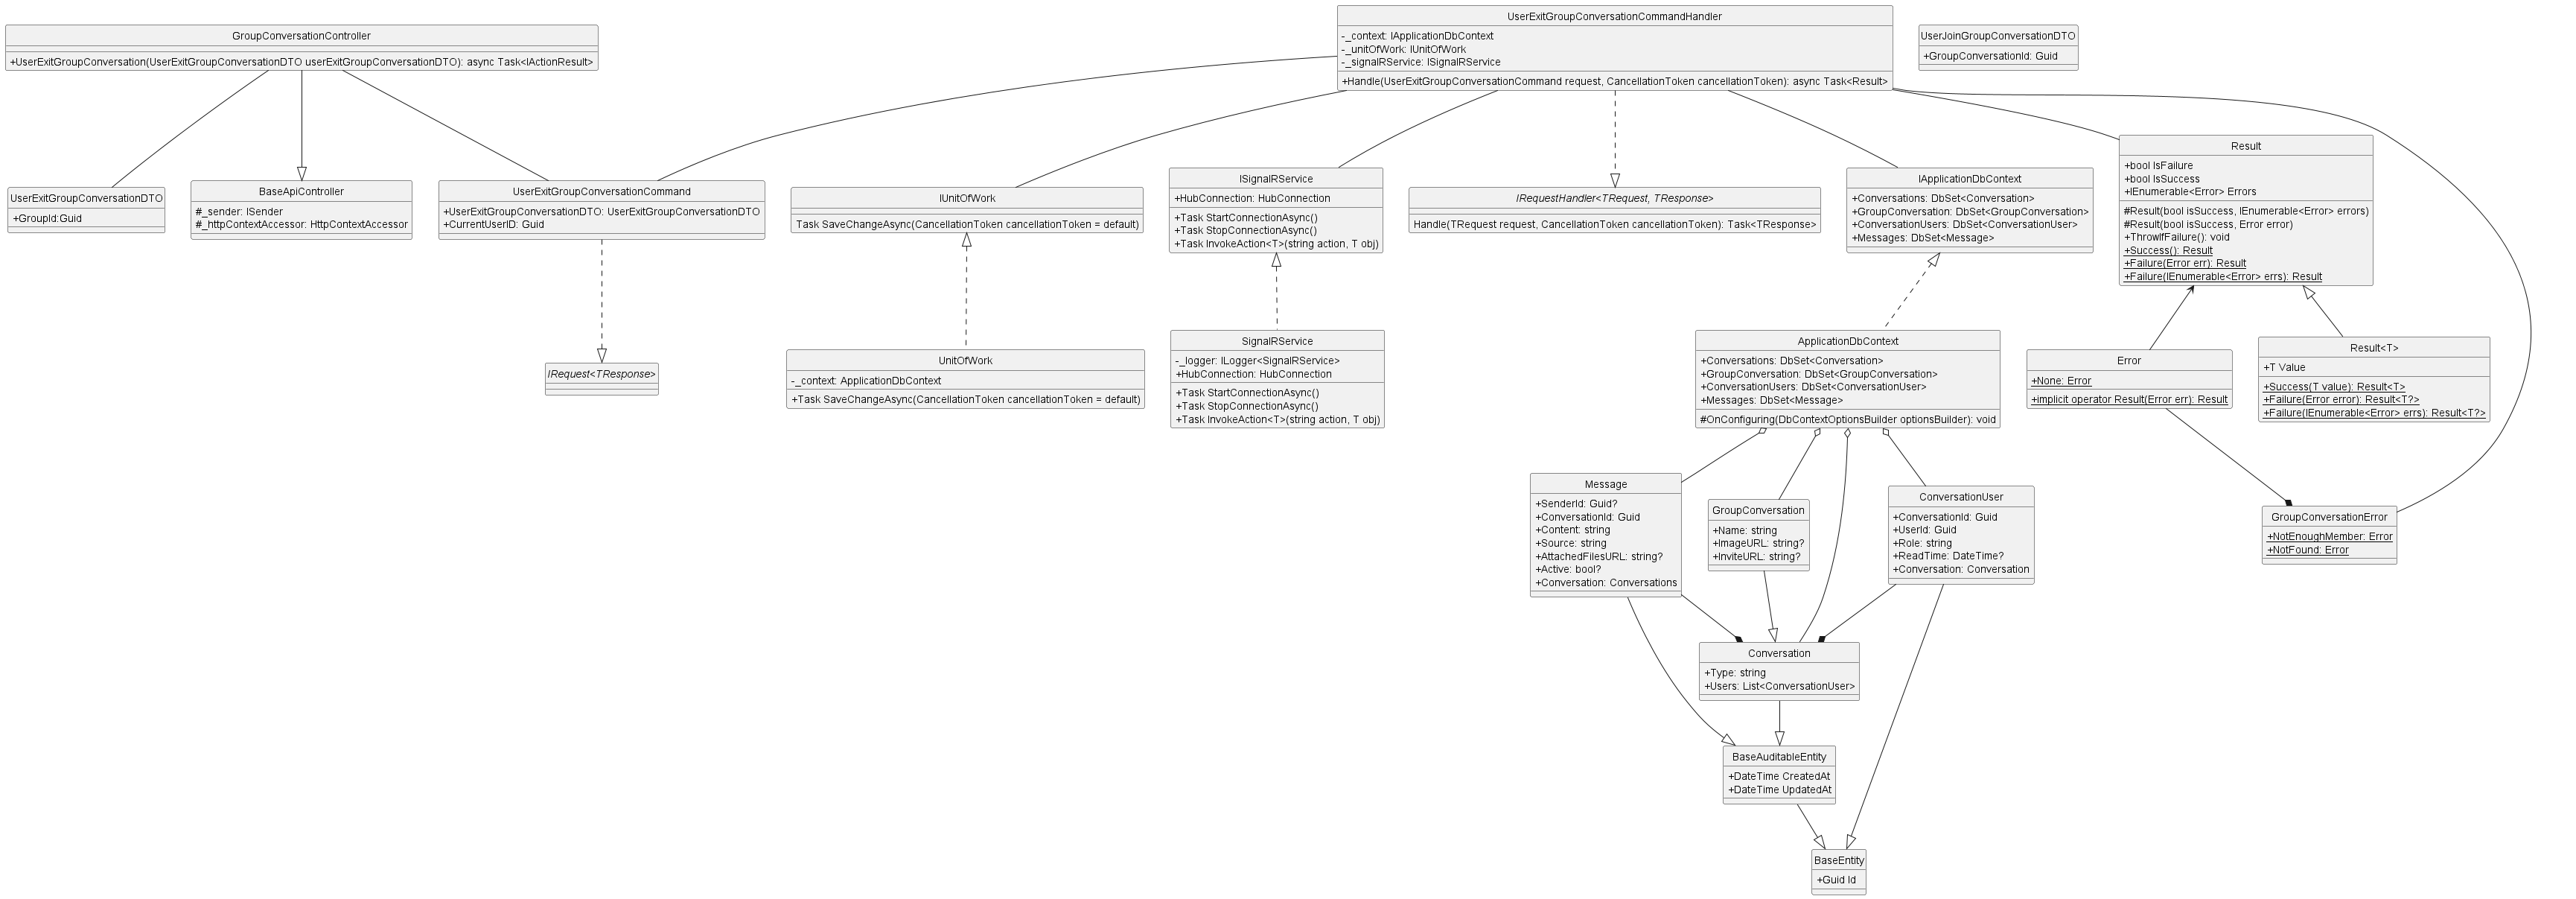 GroupConversationController
+UserExitGroupConversation(UserExitGroupConversationDTO userExitGroupConversationDTO): async Task<IActionResult>
UserExitGroupConversationCommandHandler
-_context: IApplicationDbContext
-_unitOfWork: IUnitOfWork
-_signalRService: ISignalRService
+Handle(UserExitGroupConversationCommand request, CancellationToken cancellationToken): async Task<Result>
UserJoinGroupConversationDTO
+GroupConversationId: Guid
UserExitGroupConversationDTO
+GroupId:Guid
BaseApiController
#_sender: ISender
#_httpContextAccessor: HttpContextAccessor
UserExitGroupConversationCommand
+UserExitGroupConversationDTO: UserExitGroupConversationDTO
+CurrentUserID: Guid
IUnitOfWork
Task SaveChangeAsync(CancellationToken cancellationToken = default)
ISignalRService
+HubConnection: HubConnection
+Task StartConnectionAsync()
+Task StopConnectionAsync()
+Task InvokeAction<T>(string action, T obj)
IRequestHandler<TRequest, TResponse>
Handle(TRequest request, CancellationToken cancellationToken): Task<TResponse>
IApplicationDbContext
+Conversations: DbSet<Conversation>
+GroupConversation: DbSet<GroupConversation>
+ConversationUsers: DbSet<ConversationUser>
+Messages: DbSet<Message>
Result
+bool IsFailure
+bool IsSuccess
+IEnumerable<Error> Errors
#Result(bool isSuccess, IEnumerable<Error> errors)
#Result(bool isSuccess, Error error)
+ThrowIfFailure(): void
+Success(): Result
+Failure(Error err): Result
+Failure(IEnumerable<Error> errs): Result
IRequest<TResponse>
UnitOfWork
-_context: ApplicationDbContext
+Task SaveChangeAsync(CancellationToken cancellationToken = default)
SignalRService
-_logger: ILogger<SignalRService>
+HubConnection: HubConnection
+Task StartConnectionAsync()
+Task StopConnectionAsync()
+Task InvokeAction<T>(string action, T obj)
ApplicationDbContext
+Conversations: DbSet<Conversation>
+GroupConversation: DbSet<GroupConversation>
+ConversationUsers: DbSet<ConversationUser>
+Messages: DbSet<Message>
#OnConfiguring(DbContextOptionsBuilder optionsBuilder): void
Error
+None: Error
+implicit operator Result(Error err): Result
Result<T>
+T Value
+Success(T value): Result<T>
+Failure(Error error): Result<T?>
+Failure(IEnumerable<Error> errs): Result<T?>
Message
+SenderId: Guid?
+ConversationId: Guid
+Content: string
+Source: string
+AttachedFilesURL: string?
+Active: bool?
+Conversation: Conversations
GroupConversation
+Name: string
+ImageURL: string?
+InviteURL: string?
ConversationUser
+ConversationId: Guid
+UserId: Guid
+Role: string
+ReadTime: DateTime?
+Conversation: Conversation
GroupConversationError
+NotEnoughMember: Error
+NotFound: Error
Conversation
+Type: string
+Users: List<ConversationUser>
BaseAuditableEntity
+DateTime CreatedAt
+DateTime UpdatedAt
BaseEntity
+Guid Id